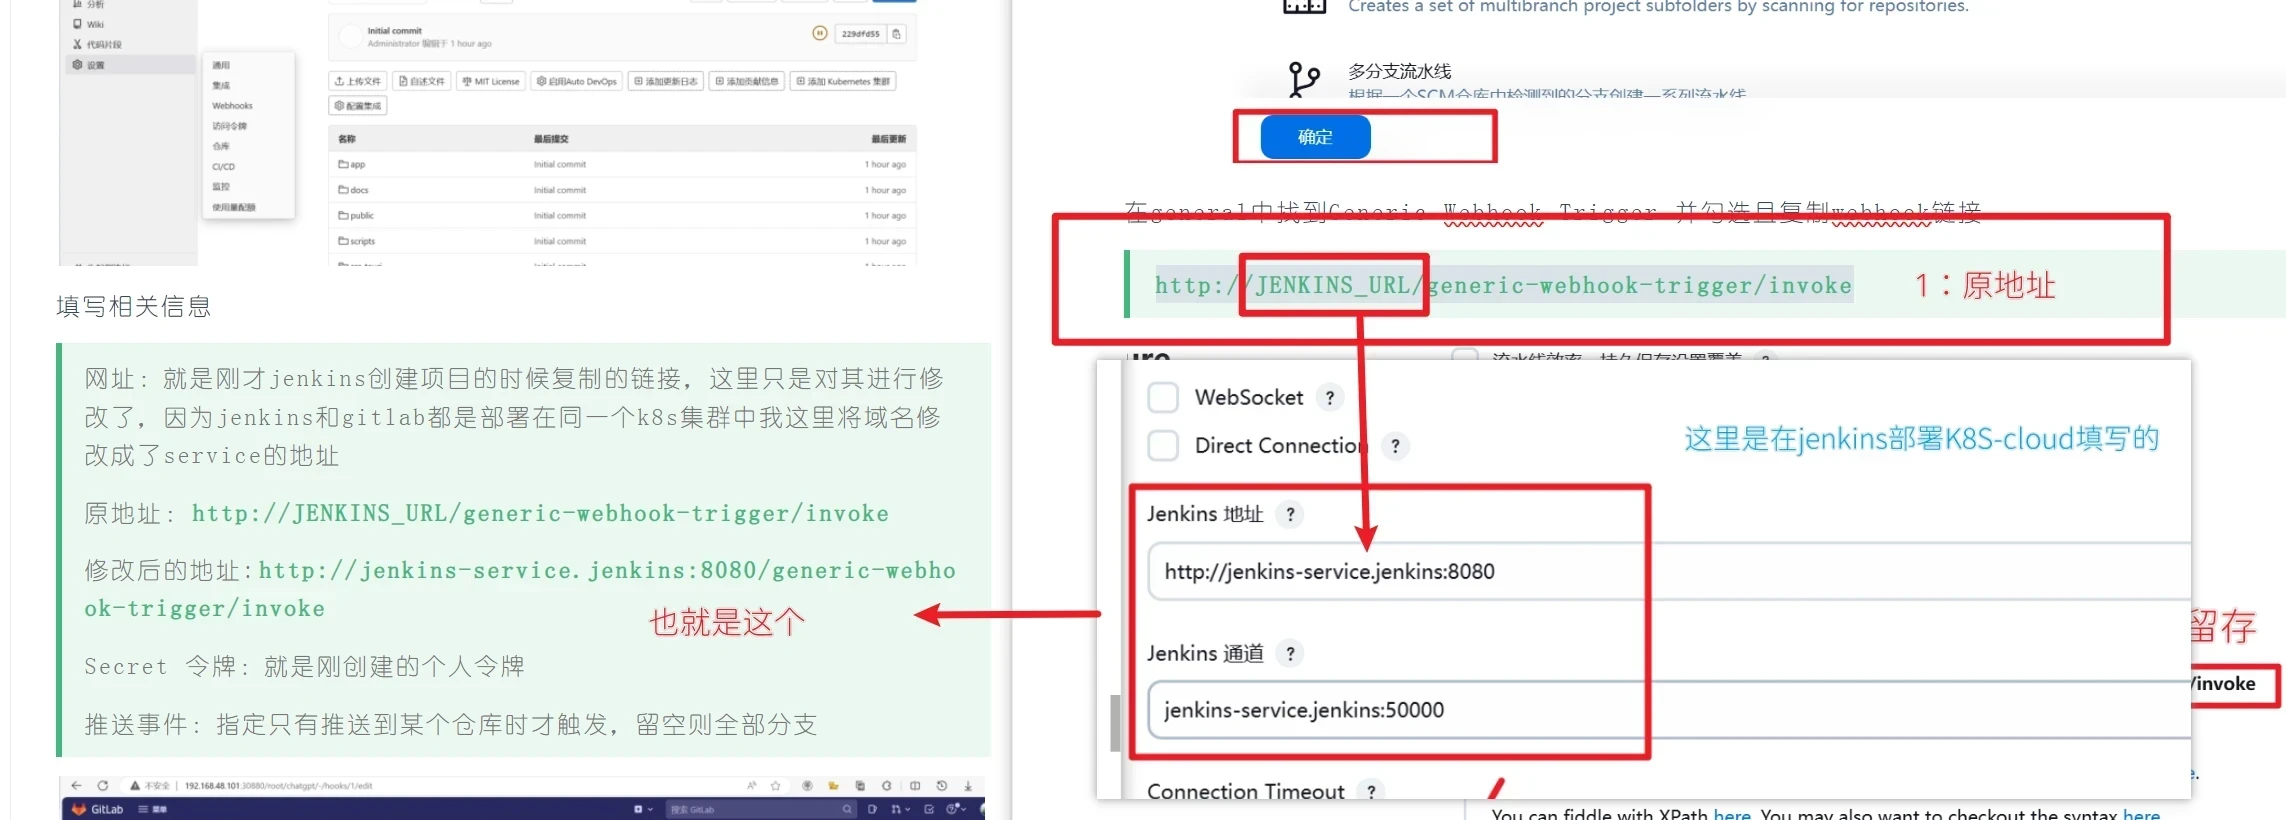 分析
Wiki
代码片段
设置
通用
集成
Webhooks
访问令牌
仓库
CI/CD
监控
使用量配额
Initial commit
Administrator 编辑于 1 hour ago
229dfd55
上传文件 自述文件 MIT License 启用Auto DevOps 添加更新日志 添加贡献信息 添加 Kubernetes 集群
配置集成
名称 最后提交 最后更新
app Initial commit 1 hour ago
docs Initial commit 1 hour ago
public Initial commit 1 hour ago
scripts Initial commit 1 hour ago
填写相关信息
网址: 就是刚才jenkins创建项目的时候复制的链接，这里只是对其进行修
改了，因为jenkins和gitlab都是部署在同一个k8s集群中我这里将域名修
改成了service的地址
原地址: http://JENKINS_URL/generic-webhook-trigger/invoke
修改后的地址:http://jenkins-service.jenkins:8080/generic-webho
ok-trigger/invoke
也就是这个
Secret 令牌: 就是刚创建的个人令牌
推送事件: 指定只有推送到某个仓库时才触发，留空则全部分支
不安全 192.168.48.101:30880/root/chatgpt/-/hooks/1/edit
GitLab 菜单 搜索 GitLab
Creates a set of multibranch project subfolders by scanning for repositories.
多分支流水线
根据一个SCM仓库中检测到的分支创建一系列流水线
确定
在general中找到Generic Webhook Trigger 并勾选且复制webhook链接
http://JENKINS_URL/generic-webhook-trigger/invoke 1：原地址
流水线效率、持久保存设置覆盖 ?
WebSocket ?
Direct Connection ?
这里是在jenkins部署K8S-cloud填写的
Jenkins 地址 ?
http://jenkins-service.jenkins:8080
Jenkins 通道 ?
jenkins-service.jenkins:50000
Connection Timeout ?
留存
/invoke
You can fiddle with XPath here. You may also want to checkout the syntax here